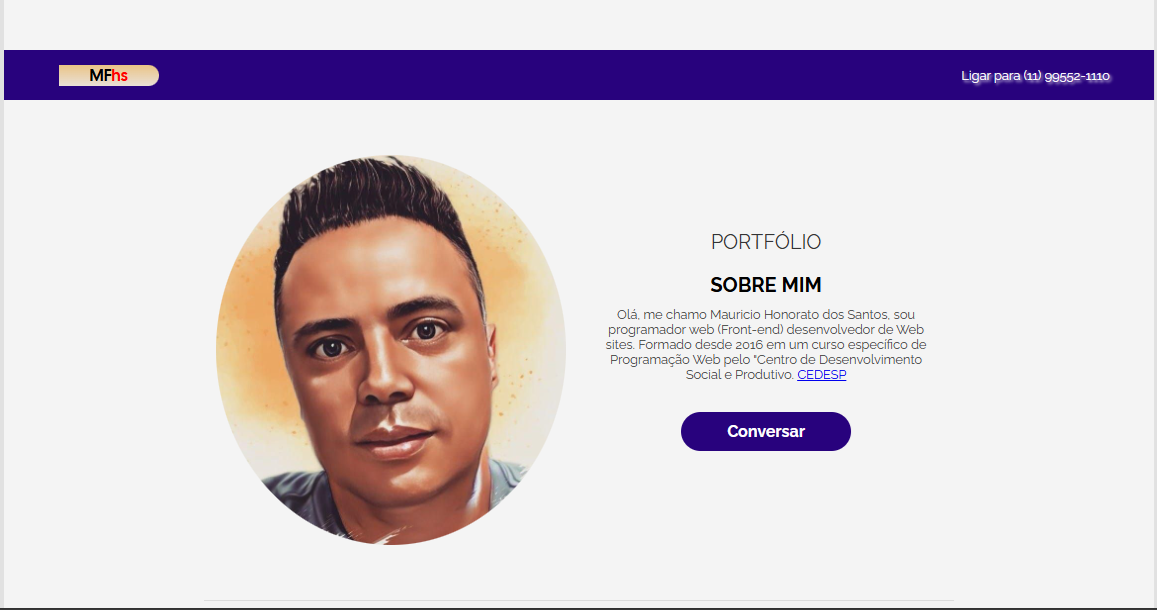 MFhs
Ligar para (11) 99552-1110
PORTFÓLIO
SOBRE MIM
Olá, me chamo Mauricio Honorato dos Santos, sou
programador web (Front-end) desenvolvedor de Web
sites. Formado desde 2016 em um curso específico de
Programação Web pelo "Centro de Desenvolvimento
Social e Produtivo. CEDESP
Conversar